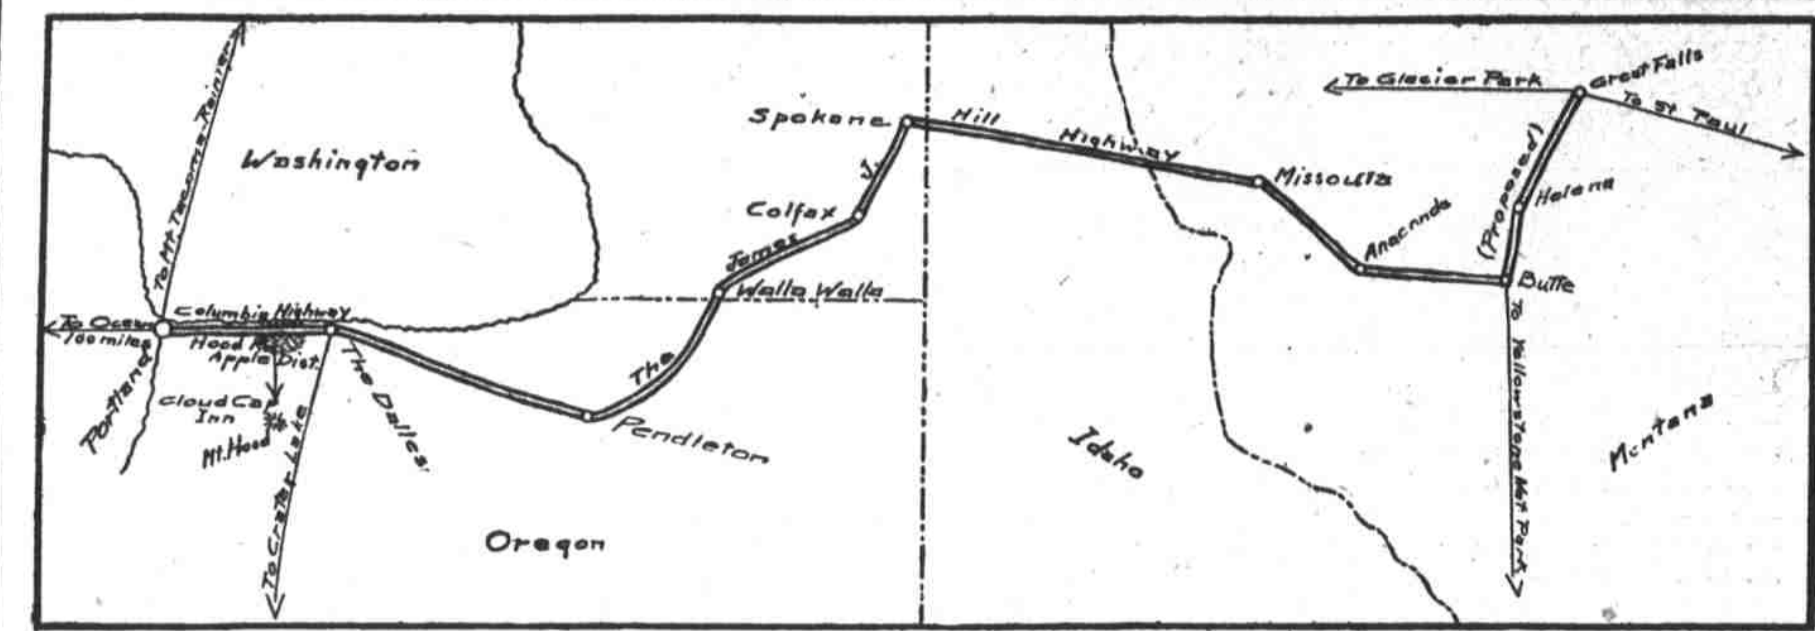 To Mt. Tacoma-Rainier
Washington
Spokane
Colfax
Walla Walla
The James J. Hill Highway
Missoula
Anaconda
Butte
Helena
(Proposed)
Great Falls
To Glacier Park
To St Paul
To Yellowstone Nat Park
Montana
Idaho
Columbia Highway
To Ocean
100 miles
Portland
Hood
Apple Dist.
Cloud Cap
Inn
Mt. Hood
To Crater Lake
The Dalles
Pendleton
Oregon